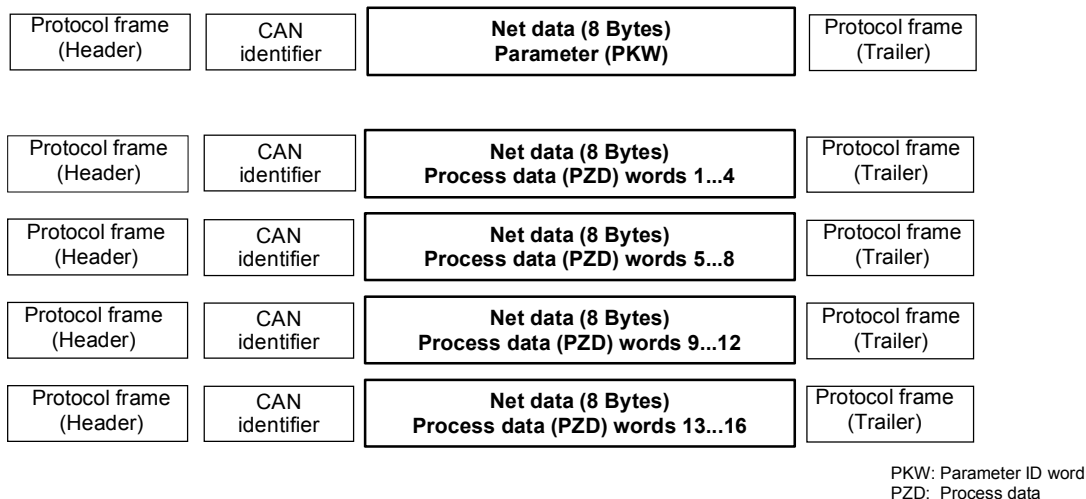 Protocol frame
(Header)
CAN
identifier
Net data (8 Bytes)
Parameter (PKW)
Protocol frame
(Trailer)
Protocol frame
(Header)
CAN
identifier
Net data (8 Bytes)
Process data (PZD) words 1...4
Protocol frame
(Trailer)
Protocol frame
(Header)
CAN
identifier
Net data (8 Bytes)
Process data (PZD) words 5...8
Protocol frame
(Trailer)
Protocol frame
(Header)
CAN
identifier
Net data (8 Bytes)
Process data (PZD) words 9...12
Protocol frame
(Trailer)
Protocol frame
(Header)
CAN
identifier
Net data (8 Bytes)
Process data (PZD) words 13...16
Protocol frame
(Trailer)
PKW: Parameter ID word
PZD: Process data